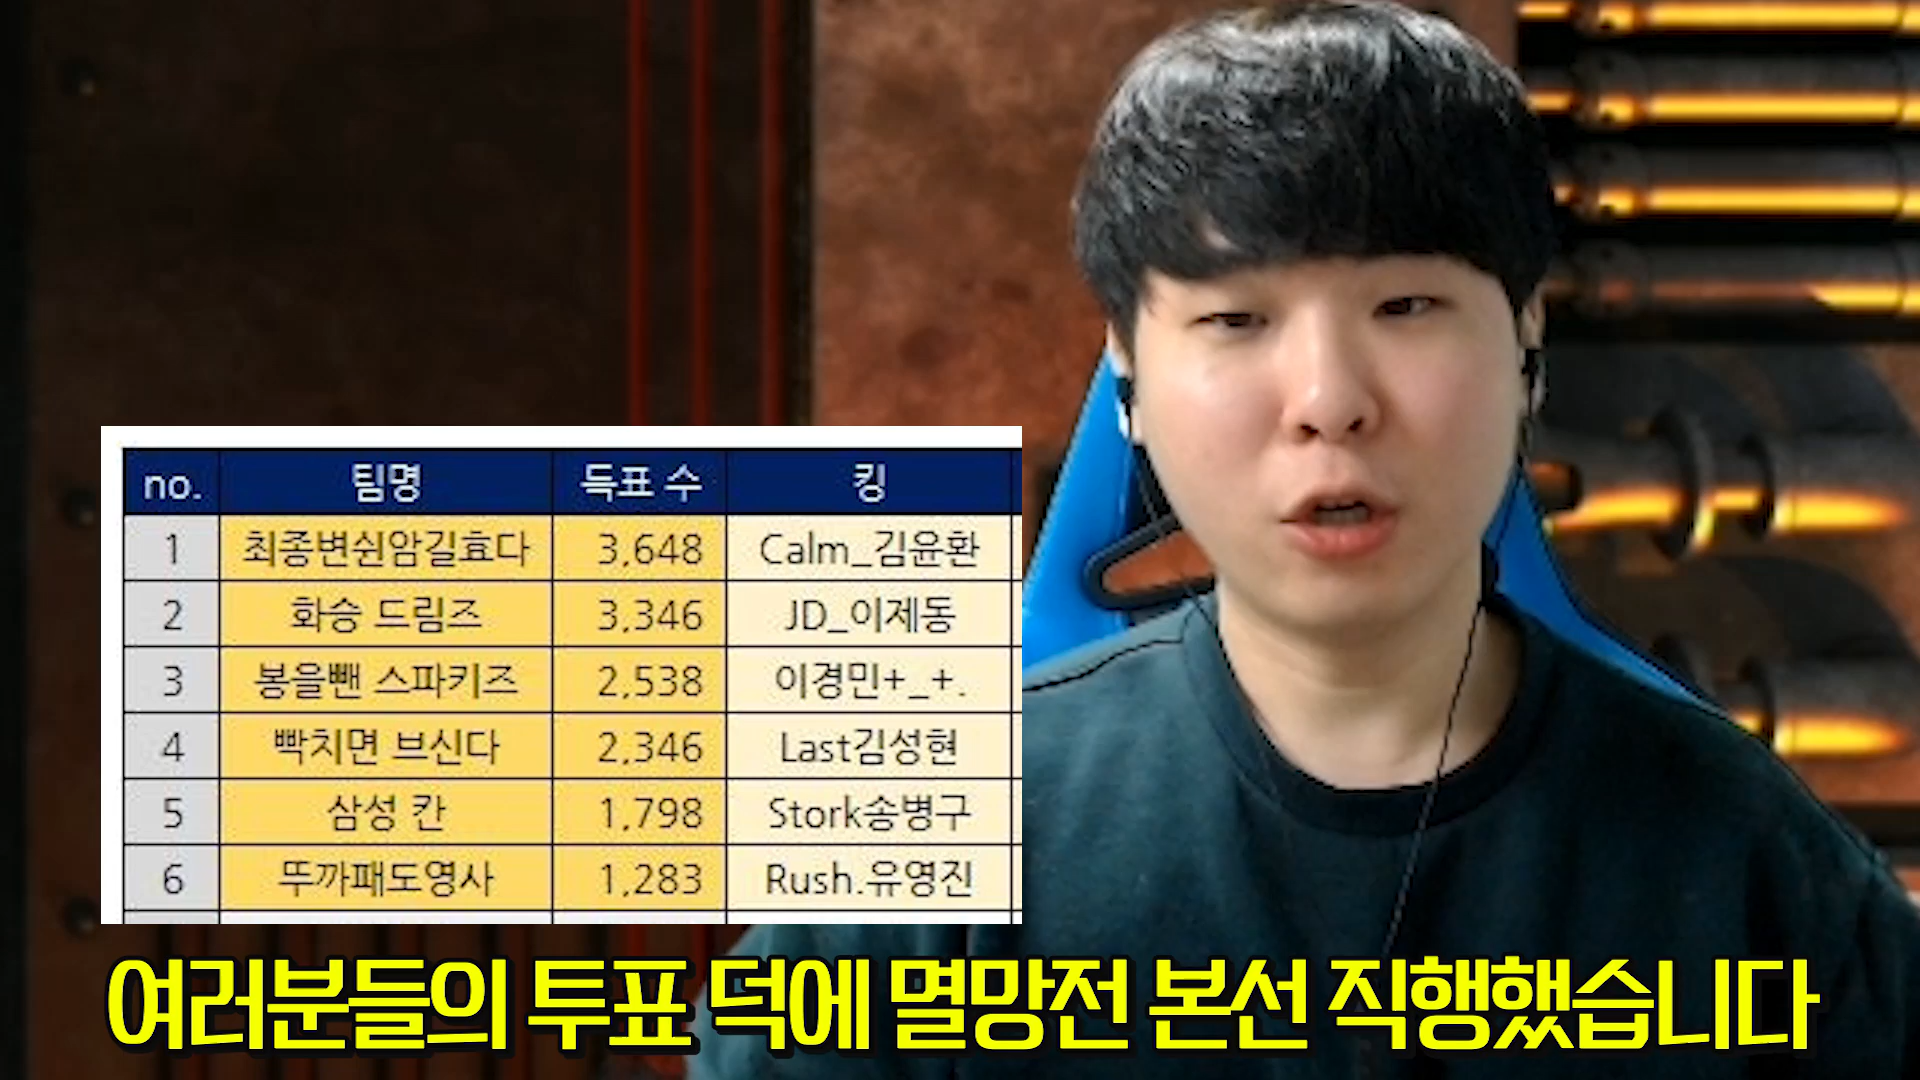 no. 팀명 득표 수 킹
1 최종변쉰암길효다 3,648 Calm_김윤환
2 화승 드림즈 3,346 JD_이제동
3 봉을뺀 스파키즈 2,538 이경민+_+.
4 빡치면 브신다 2,346 Last김성현
5 삼성 칸 1,798 Stork송병구
6 뚜까패도영사 1,283 Rush.유영진
여러분들의 투표 덕에 멸망전 본선 직행했습니다